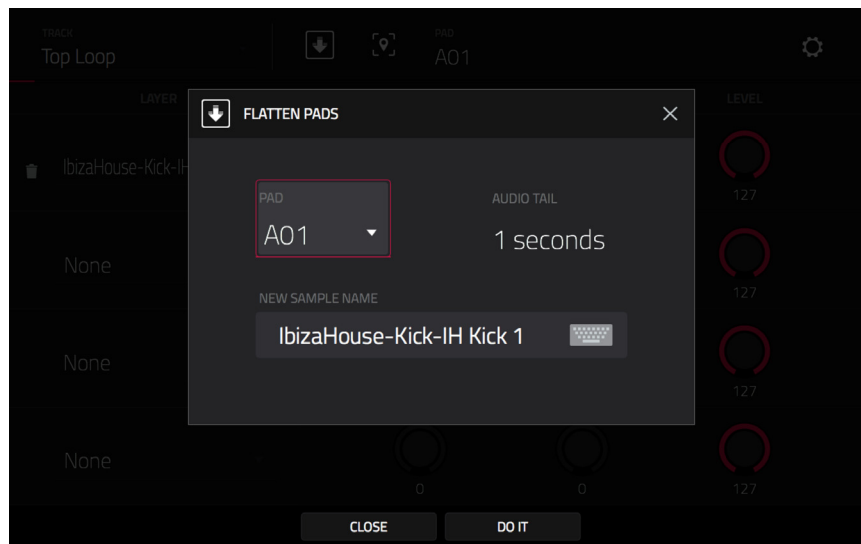 TRACK
Top Loop
PAD
A01
LAYER
LEVEL
FLATTEN PADS
IbizaHouse-Kick-IH
127
PAD
A01
AUDIO TAIL
1 seconds
None
127
NEW SAMPLE NAME
IbizaHouse-Kick-IH Kick 1
None
127
None
0
0
127
CLOSE
DO IT